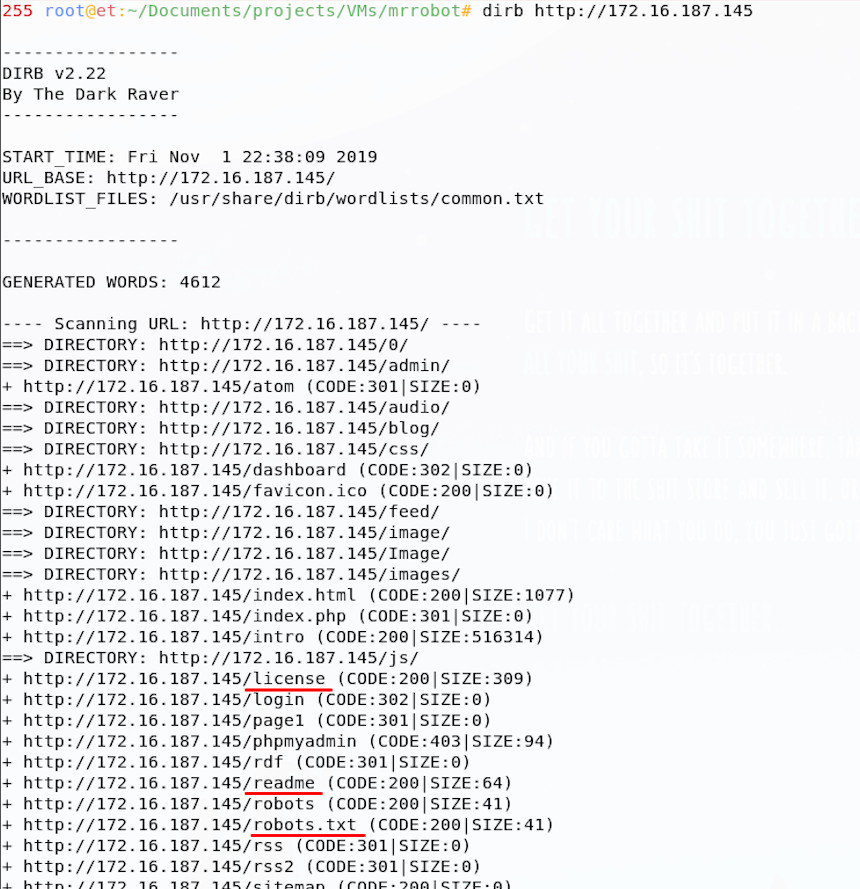 255 root@et:~/Documents/projects/VMs/mrrobot# dirb http://172.16.187.145
-----------------
DIRB v2.22
By The Dark Raver
-----------------
START_TIME: Fri Nov  1 22:38:09 2019
URL_BASE: http://172.16.187.145/
WORDLIST_FILES: /usr/share/dirb/wordlists/common.txt
-----------------
GENERATED WORDS: 4612
---- Scanning URL: http://172.16.187.145/ ----
==> DIRECTORY: http://172.16.187.145/0/
==> DIRECTORY: http://172.16.187.145/admin/
+ http://172.16.187.145/atom (CODE:301|SIZE:0)
==> DIRECTORY: http://172.16.187.145/audio/
==> DIRECTORY: http://172.16.187.145/blog/
==> DIRECTORY: http://172.16.187.145/css/
+ http://172.16.187.145/dashboard (CODE:302|SIZE:0)
+ http://172.16.187.145/favicon.ico (CODE:200|SIZE:0)
==> DIRECTORY: http://172.16.187.145/feed/
==> DIRECTORY: http://172.16.187.145/image/
==> DIRECTORY: http://172.16.187.145/Image/
==> DIRECTORY: http://172.16.187.145/images/
+ http://172.16.187.145/index.html (CODE:200|SIZE:1077)
+ http://172.16.187.145/index.php (CODE:301|SIZE:0)
+ http://172.16.187.145/intro (CODE:200|SIZE:516314)
==> DIRECTORY: http://172.16.187.145/js/
+ http://172.16.187.145/license (CODE:200|SIZE:309)
+ http://172.16.187.145/login (CODE:302|SIZE:0)
+ http://172.16.187.145/page1 (CODE:301|SIZE:0)
+ http://172.16.187.145/phpmyadmin (CODE:403|SIZE:94)
+ http://172.16.187.145/rdf (CODE:301|SIZE:0)
+ http://172.16.187.145/readme (CODE:200|SIZE:64)
+ http://172.16.187.145/robots (CODE:200|SIZE:41)
+ http://172.16.187.145/robots.txt (CODE:200|SIZE:41)
+ http://172.16.187.145/rss (CODE:301|SIZE:0)
+ http://172.16.187.145/rss2 (CODE:301|SIZE:0)
+ http://172.16.187.145/sitemap (CODE:200|SIZE:0)